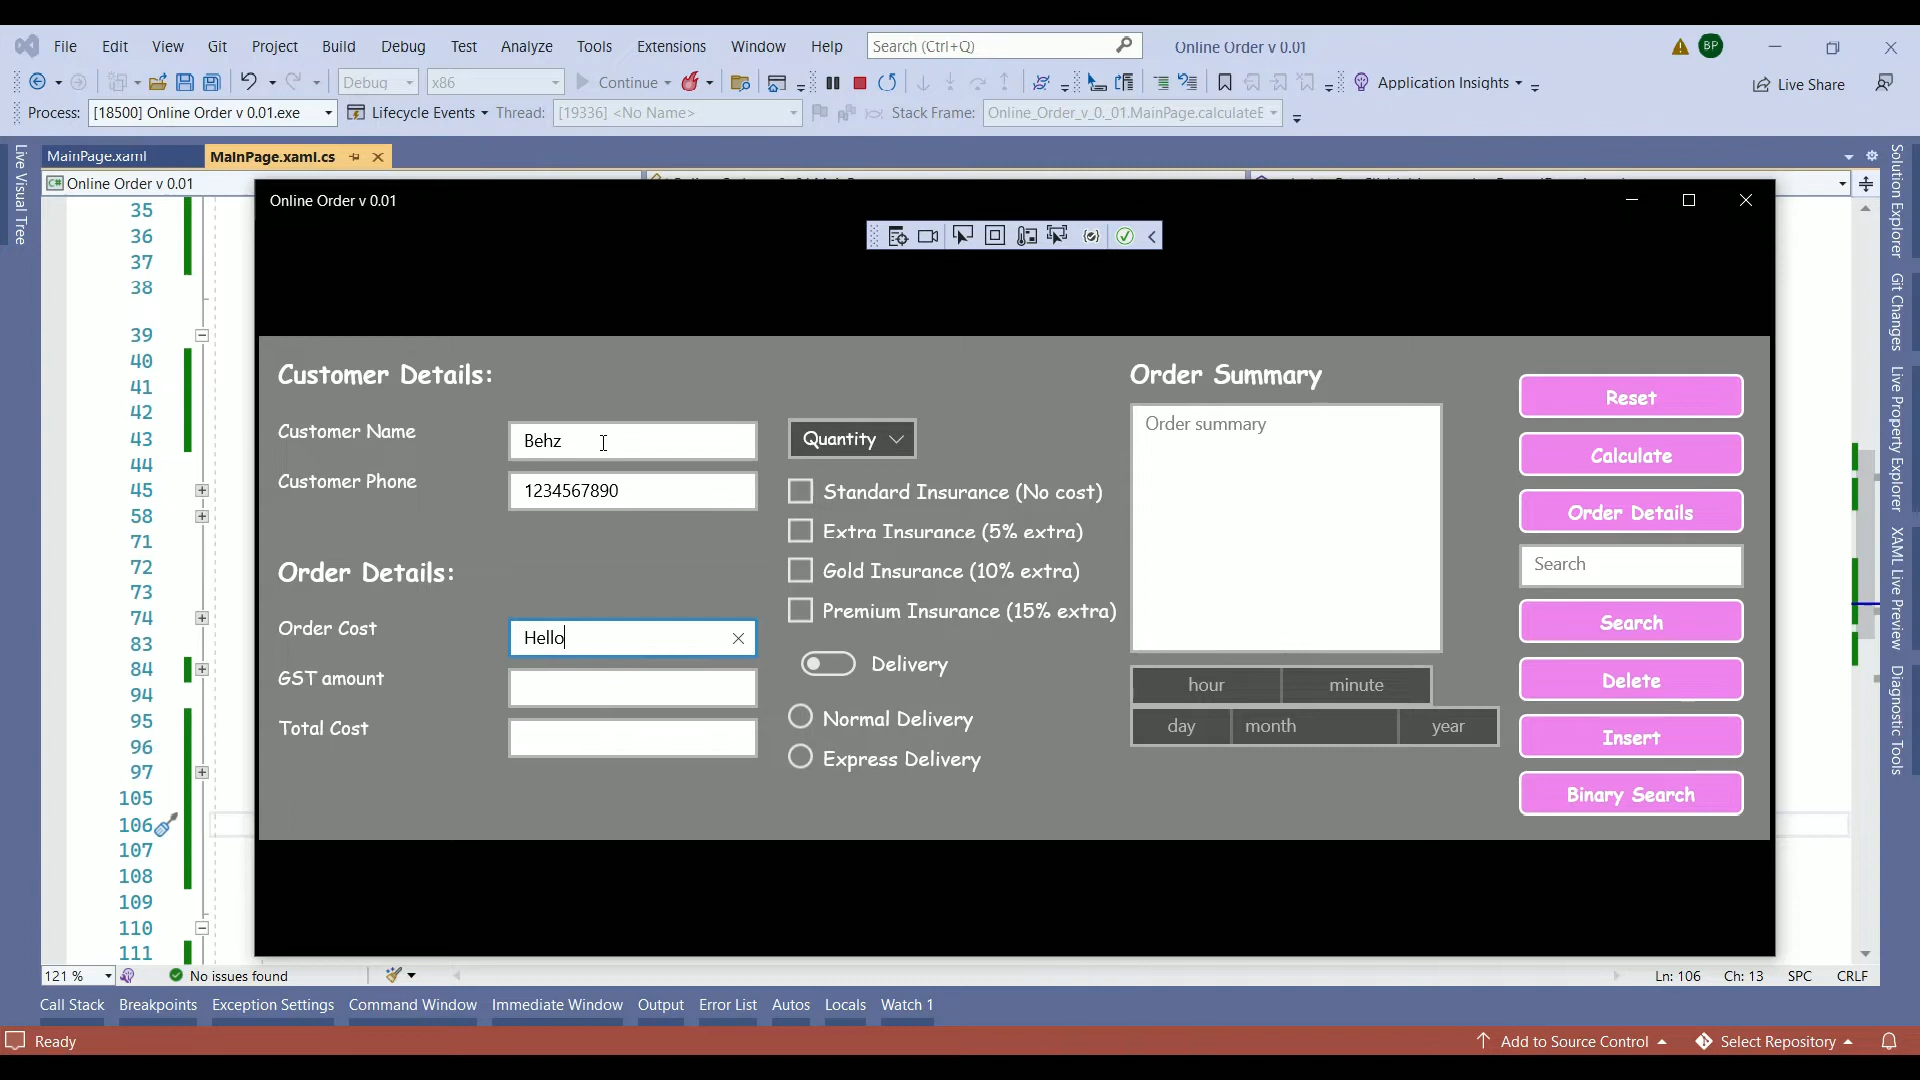 File Edit View Git Project Build Debug Test Analyze Tools Extensions Window Help Search (Ctrl+Q) Online Order v 0.01 BP
Debug x86 Continue Application Insights Live Share
Process: [18500] Online Order v 0.01.exe Lifecycle Events Thread: [19336] <No Name> Stack Frame: Online_Order_v_0._01.MainPage.calculateE
MainPage.xaml MainPage.xaml.cs
Online Order v 0.01
Live Visual Tree
35
36
37
38
39
40
41
42
43
44
45
58
71
72
73
74
83
84
94
95
96
97
105
106
107
108
109
110
111
Online Order v 0.01
Customer Details:
Customer Name Behz
Customer Phone 1234567890
Order Details:
Order Cost Hello
GST amount
Total Cost
Quantity
Standard Insurance (No cost)
Extra Insurance (5% extra)
Gold Insurance (10% extra)
Premium Insurance (15% extra)
Delivery
Normal Delivery
Express Delivery
Order Summary
Order summary
hour minute
day month year
Reset
Calculate
Order Details
Search
Search
Delete
Insert
Binary Search
Solution Explorer
Git Changes
Live Property Explorer
XAML Live Preview
Diagnostic Tools
121 % No issues found Ln: 106 Ch: 13 SPC CRLF
Call Stack Breakpoints Exception Settings Command Window Immediate Window Output Error List Autos Locals Watch 1
Ready Add to Source Control Select Repository